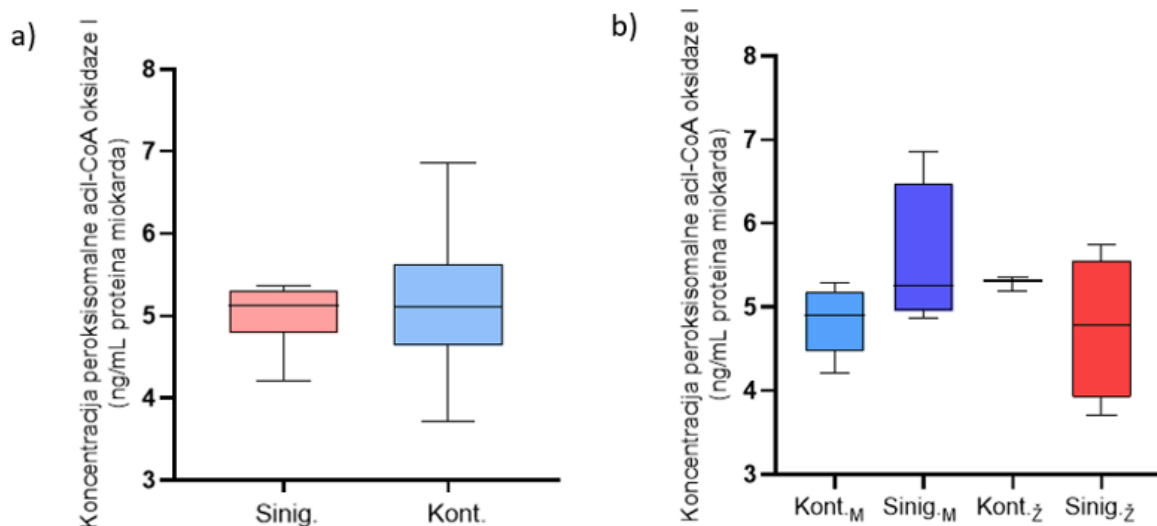 a)
Koncentracija peroksisomalne acil-CoA oksidaze I
(ng/mL proteina miokarda)
8
7
6
5
4
3
Sinig.
Kont.
b)
Koncentracija peroksisomalne acil-CoA oksidaze I
(ng/mL proteina miokarda)
8
7
6
5
4
3
Kont.M
Sinig.M
Kont.Ž
Sinig.Ž